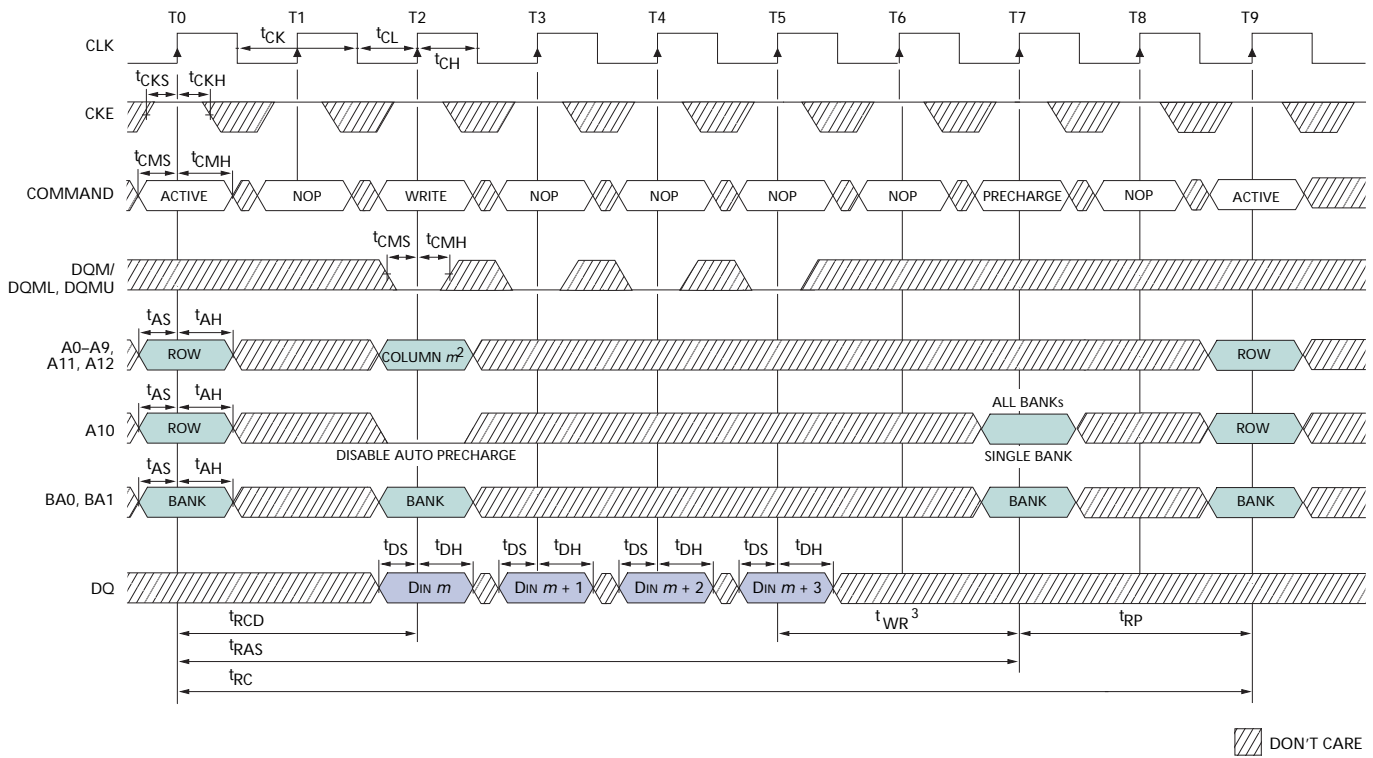 T0 T1 T2 T3 T4 T5 T6 T7 T8 T9
CLK tCK tCL tCH
tCKS tCKH
CKE
tCMS tCMH
COMMAND ACTIVE NOP WRITE NOP NOP NOP NOP PRECHARGE NOP ACTIVE
tCMS tCMH
DQM/
DQML, DQMU
tAS tAH
A0–A9,
A11, A12 ROW COLUMN m2 ROW
tAS tAH ALL BANKs
A10 ROW ROW
DISABLE AUTO PRECHARGE SINGLE BANK
tAS tAH
BA0, BA1 BANK BANK BANK BANK
tDS tDH tDS tDH tDS tDH tDS tDH
DQ DIN m DIN m + 1 DIN m + 2 DIN m + 3
tRCD tWR3 tRP
tRAS
tRC
DON'T CARE